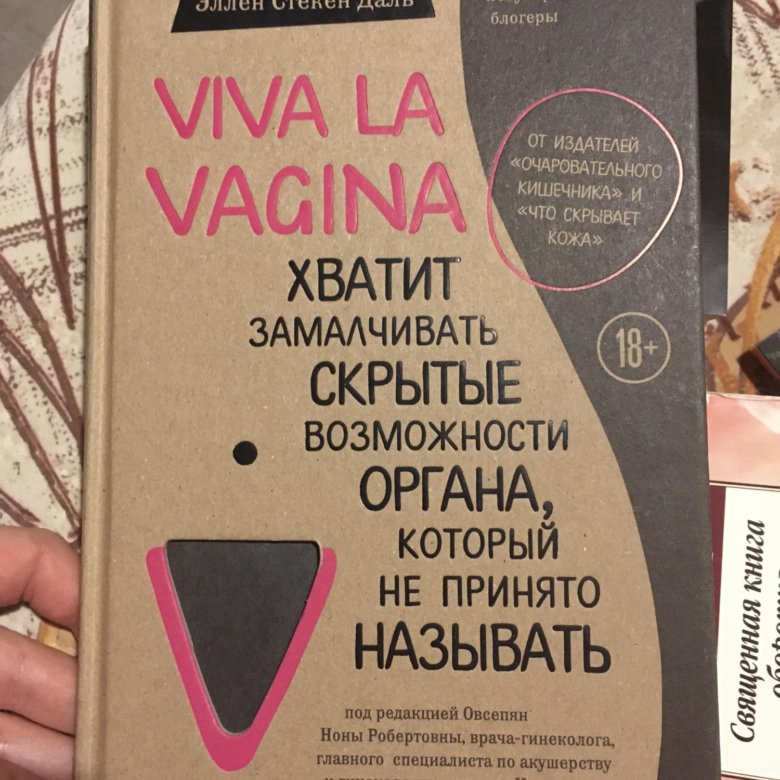 Эллен Стёкен Даль
блогеры
VIVA LA
VAGINA
ОТ ИЗДАТЕЛЕЙ
«ОЧАРОВАТЕЛЬНОГО
КИШЕЧНИКА» И
«ЧТО СКРЫВАЕТ
КОЖА»
ХВАТИТ
ЗАМАЛЧИВАТЬ
СКРЫТЫЕ
ВОЗМОЖНОСТИ
ОРГАНА,
КОТОРЫЙ
НЕ ПРИНЯТО
НАЗЫВАТЬ
18+
под редакцией Овсепян
Ноны Робертовны, врача-гинеколога,
главного специалиста по акушерству
Священная книга